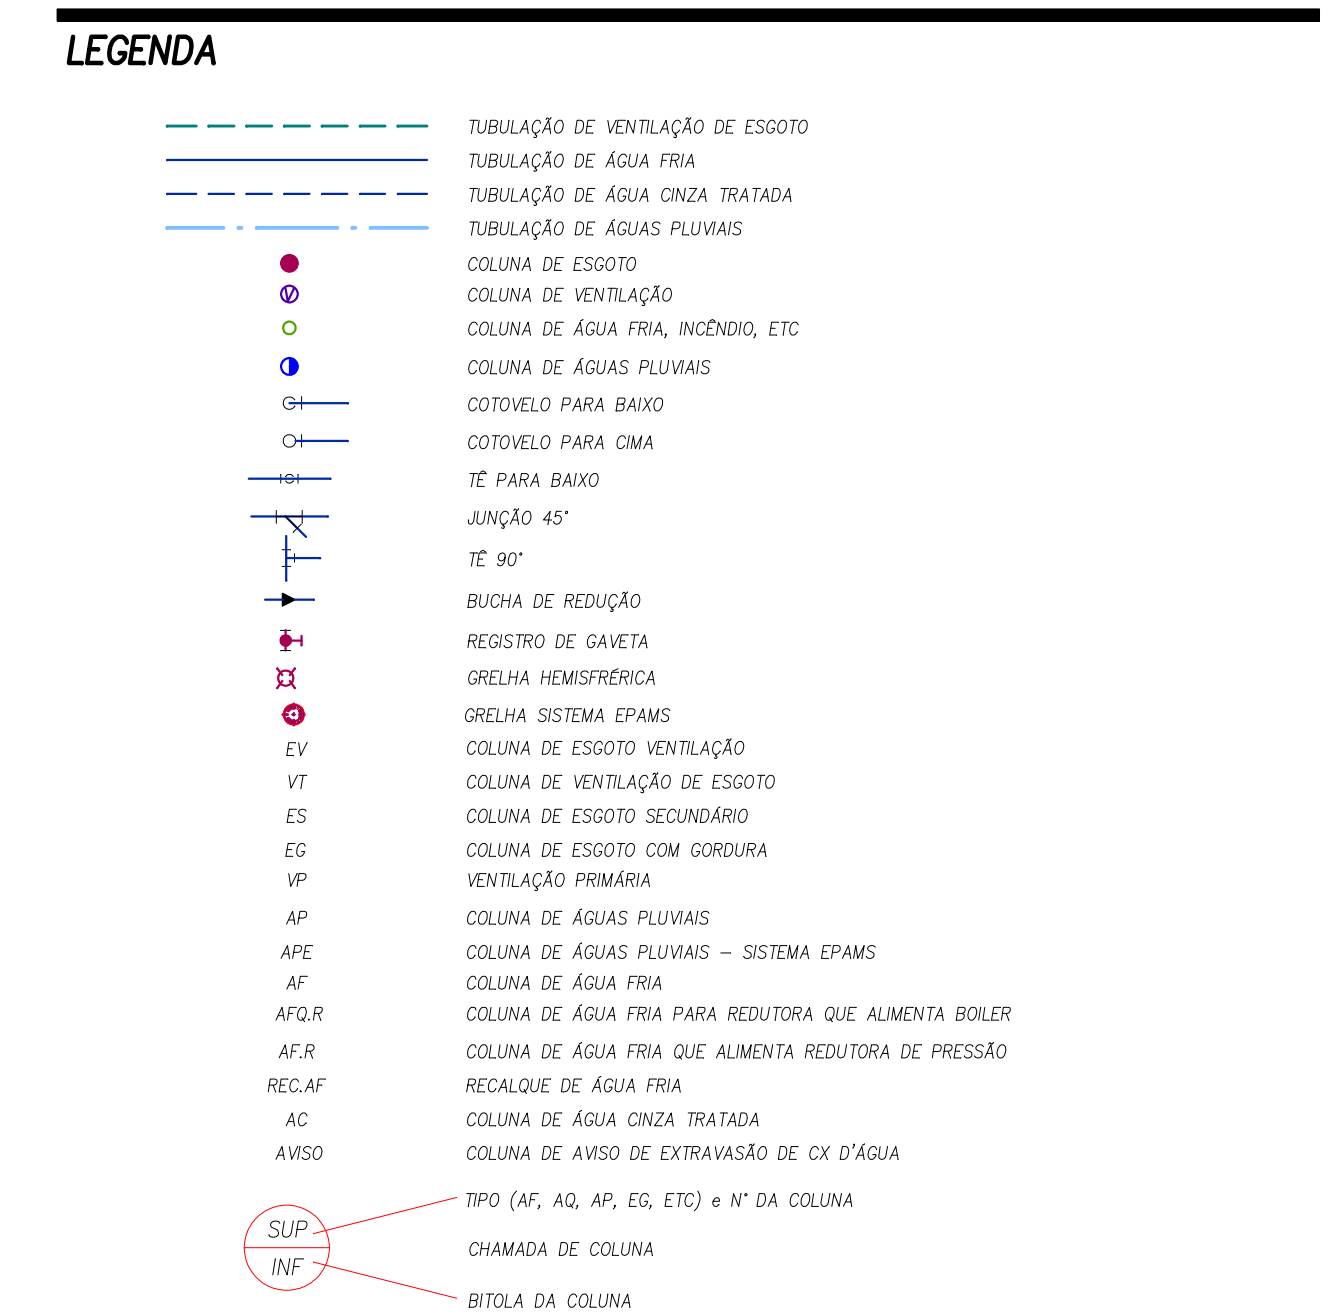 LEGENDA
TUBULAÇÃO DE VENTILAÇÃO DE ESGOTO
TUBULAÇÃO DE ÁGUA FRIA
TUBULAÇÃO DE ÁGUA CINZA TRATADA
TUBULAÇÃO DE ÁGUAS PLUVIAIS
COLUNA DE ESGOTO
V COLUNA DE VENTILAÇÃO
COLUNA DE ÁGUA FRIA, INCÊNDIO, ETC
COLUNA DE ÁGUAS PLUVIAIS
COTOVELO PARA BAIXO
COTOVELO PARA CIMA
TÊ PARA BAIXO
JUNÇÃO 45°
TÊ 90°
BUCHA DE REDUÇÃO
REGISTRO DE GAVETA
GRELHA HEMISFRÉRICA
GRELHA SISTEMA EPAMS
EV COLUNA DE ESGOTO VENTILAÇÃO
VT COLUNA DE VENTILAÇÃO DE ESGOTO
ES COLUNA DE ESGOTO SECUNDÁRIO
EG COLUNA DE ESGOTO COM GORDURA
VP VENTILAÇÃO PRIMÁRIA
AP COLUNA DE ÁGUAS PLUVIAIS
APE COLUNA DE ÁGUAS PLUVIAIS – SISTEMA EPAMS
AF COLUNA DE ÁGUA FRIA
AFQ.R COLUNA DE ÁGUA FRIA PARA REDUTORA QUE ALIMENTA BOILER
AF.R COLUNA DE ÁGUA FRIA QUE ALIMENTA REDUTORA DE PRESSÃO
REC.AF RECALQUE DE ÁGUA FRIA
AC COLUNA DE ÁGUA CINZA TRATADA
AVISO COLUNA DE AVISO DE EXTRAVASÃO DE CX D'ÁGUA
TIPO (AF, AQ, AP, EG, ETC) e N° DA COLUNA
SUP
CHAMADA DE COLUNA
INF
BITOLA DA COLUNA